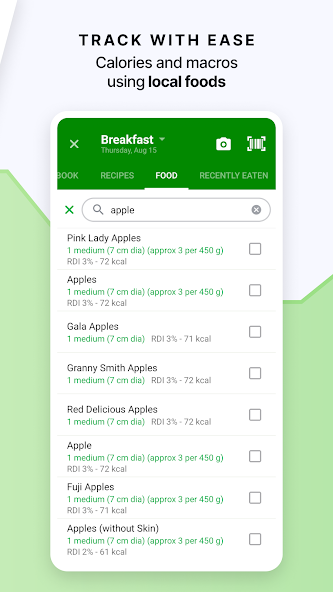 TRACK WITH EASE
Calories and macros
using local foods
Breakfast
Thursday, Aug 15
BOOK RECIPES FOOD RECENTLY EATEN
apple
Pink Lady Apples
1 medium (7 cm dia) (approx 3 per 450 g)
RDI 3% - 72 kcal
Apples
1 medium (7 cm dia) (approx 3 per 450 g)
RDI 3% - 72 kcal
Gala Apples
1 medium (7 cm dia) RDI 3% - 71 kcal
Granny Smith Apples
1 medium (7 cm dia) RDI 3% - 72 kcal
Red Delicious Apples
1 medium (7 cm dia) RDI 3% - 72 kcal
Apple
1 medium (7 cm dia) (approx 3 per 450 g)
RDI 3% - 72 kcal
Fuji Apples
1 medium (7 cm dia) (approx 3 per 450 g)
RDI 3% - 71 kcal
Apples (without Skin)
1 medium (7 cm dia) (approx 3 per 450 g)
RDI 2% - 61 kcal